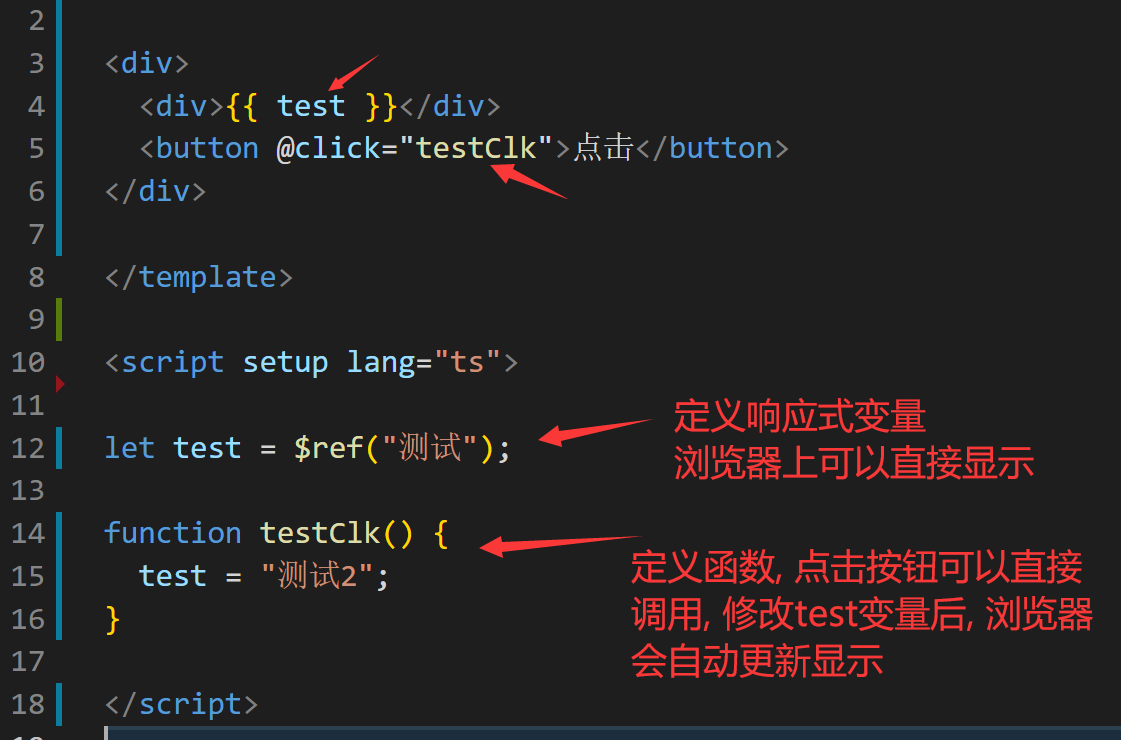 2
3 <div>
4 <div>{{ test }}</div>
5 <button @click="testClk">点击</button>
6 </div>
7
8 </template>
9
10 <script setup lang="ts">
11
12 let test = $ref("测试");
定义响应式变量
浏览器上可以直接显示
13
14 function testClk() {
15 test = "测试2";
16 }
定义函数, 点击按钮可以直接
调用, 修改test变量后, 浏览器
会自动更新显示
17
18 </script>